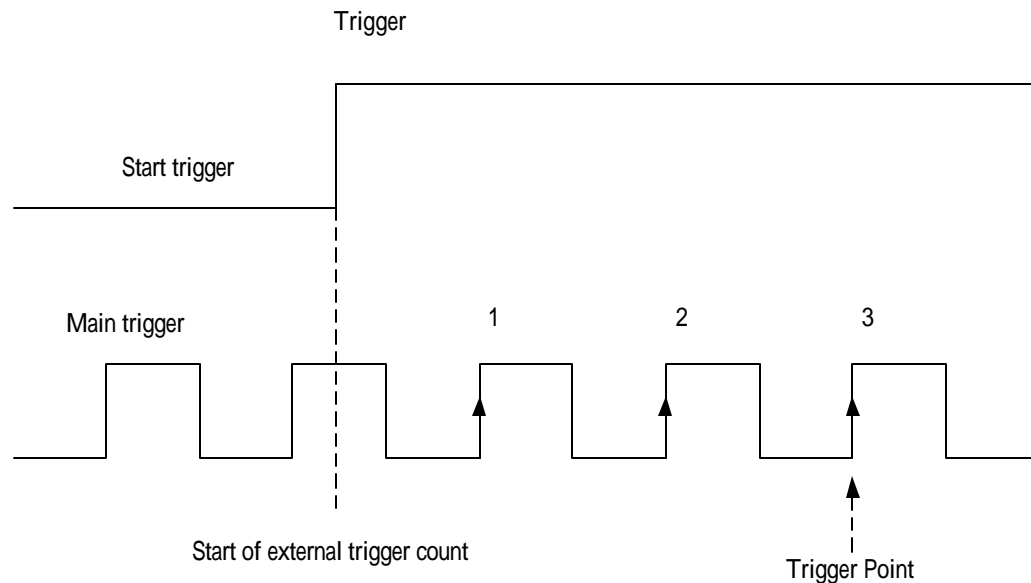 Trigger
Start trigger
Main trigger
1
2
3
Start of external trigger count
Trigger Point